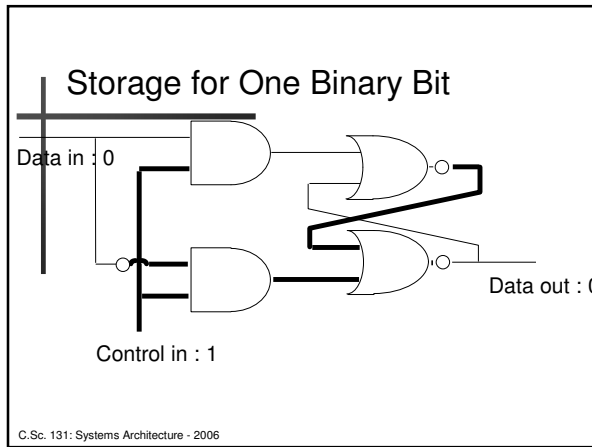 Storage for One Binary Bit
Data in : 0
Data out : 0
Control in : 1
C.Sc. 131: Systems Architecture - 2006